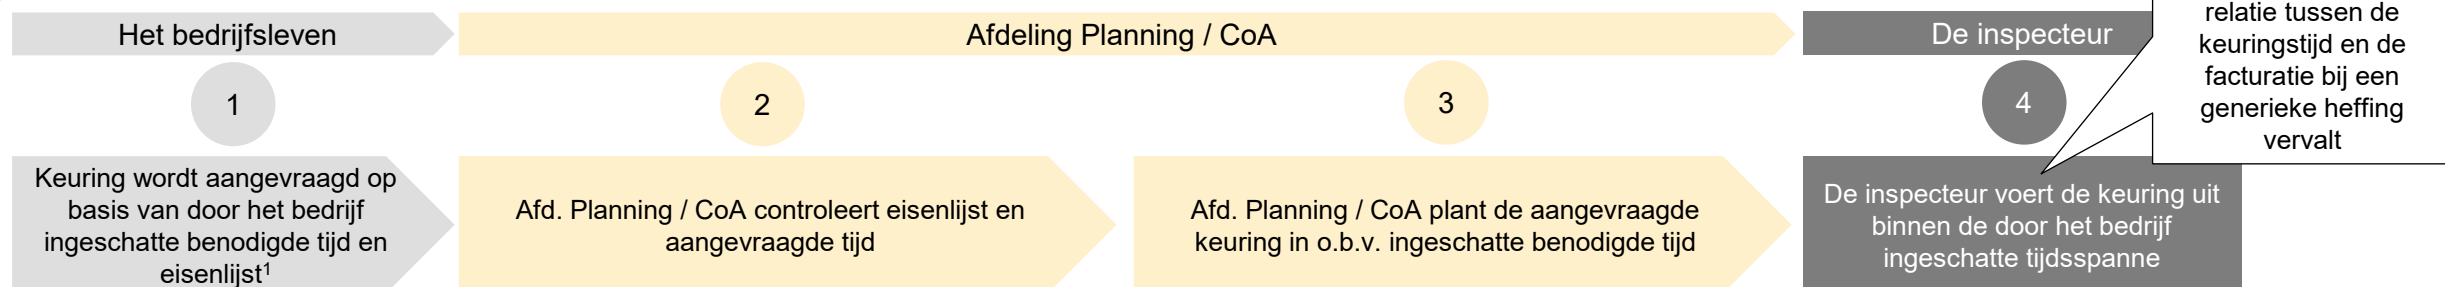 Het bedrijfsleven
Afdeling Planning / CoA
De inspecteur
relatie tussen de
keuringstijd en de
facturatie bij een
generieke heffing
vervalt
1
2
3
4
Keuring wordt aangevraagd op
basis van door het bedrijf
ingeschatte benodigde tijd en
eisenlijst¹
Afd. Planning / CoA controleert eisenlijst en
aangevraagde tijd
Afd. Planning / CoA plant de aangevraagde
keuring in o.b.v. ingeschatte benodigde tijd
De inspecteur voert de keuring uit
binnen de door het bedrijf
ingeschatte tijdsspanne